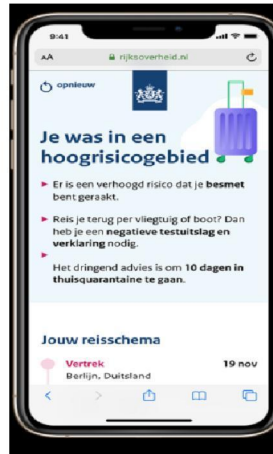 9:41
AA rijksoverheid.nl
opnieuw
Je was in een
hoogrisicogebied
Er is een verhoogd risico dat je besmet
bent geraakt.
Reis je terug per vliegtuig of boot? Dan
heb je een negatieve testuitslag en
verklaring nodig.
Het dringend advies is om 10 dagen in
thuisquarantaine te gaan.
Jouw reisschema
Vertrek 19 nov
Berlijn, Duitsland